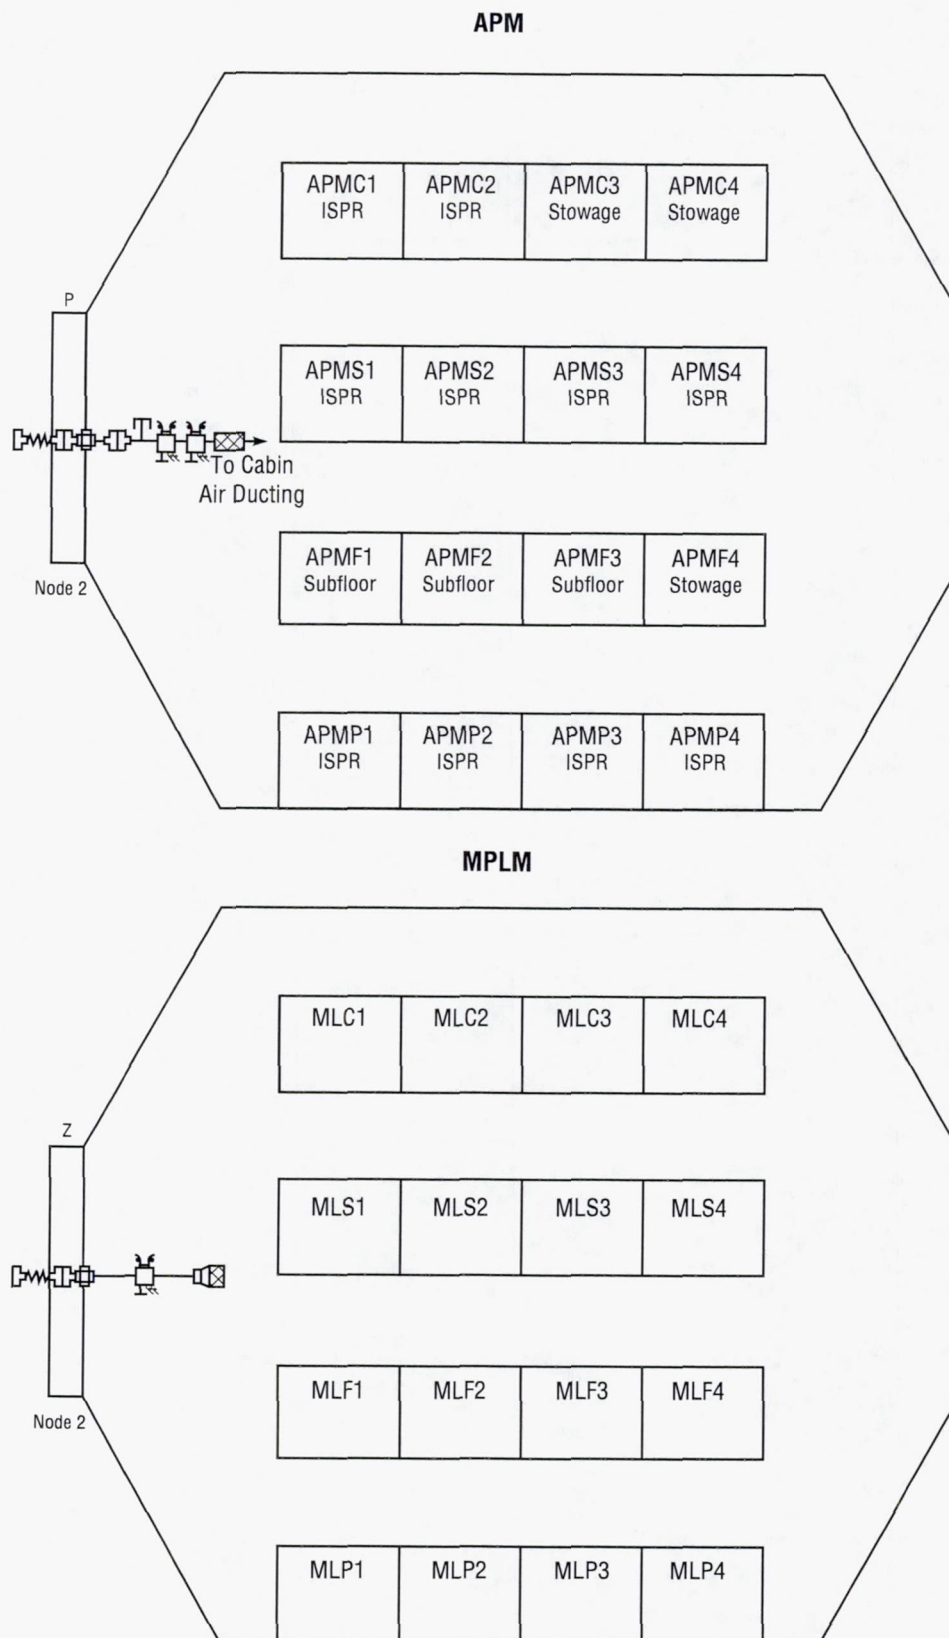 APM
APMC1
ISPR
APMC2
ISPR
APMC3
Stowage
APMC4
Stowage
P
APMS1
ISPR
APMS2
ISPR
APMS3
ISPR
APMS4
ISPR
To Cabin
Air Ducting
APMF1
Subfloor
APMF2
Subfloor
APMF3
Subfloor
APMF4
Stowage
Node 2
APMP1
ISPR
APMP2
ISPR
APMP3
ISPR
APMP4
ISPR
MPLM
MLC1
MLC2
MLC3
MLC4
Z
MLS1
MLS2
MLS3
MLS4
MLF1
MLF2
MLF3
MLF4
Node 2
MLP1
MLP2
MLP3
MLP4